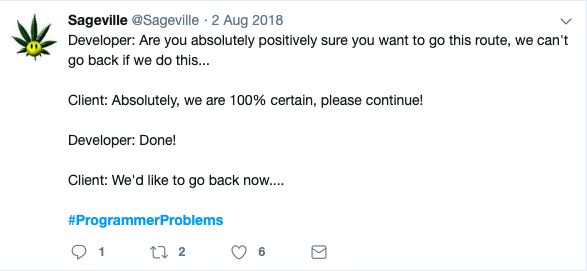 Sageville @Sageville · 2 Aug 2018
Developer: Are you absolutely positively sure you want to go this route, we can't
go back if we do this...
Client: Absolutely, we are 100% certain, please continue!
Developer: Done!
Client: We'd like to go back now....
#ProgrammerProblems
1 2 6